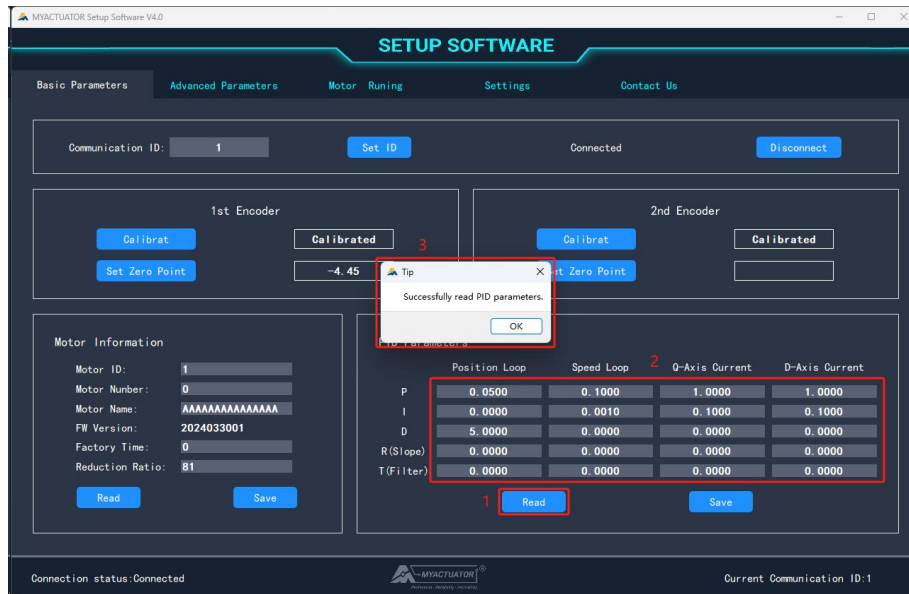 MYACTUATOR Setup Software V4.0
SETUP SOFTWARE
Basic Parameters Advanced Parameters Motor Runing Settings Contact Us
Communication ID: 1 Set ID Connected Disconnect
1st Encoder 2nd Encoder
Calibrat Calibrated 3 Calibrat Calibrated
Set Zero Point -4.45 Tip et Zero Point
Successfully read PID parameters.
OK
Motor Information PID Parameters
Position Loop Speed Loop 2 Q-Axis Current D-Axis Current
Motor ID: 1
P 0.0500 0.1000 1.0000 1.0000
Motor Nunber: 0
I 0.0000 0.0010 0.1000 0.1000
Motor Name: AAAAAAAAAAAAAAA
D 5.0000 0.0000 0.0000 0.0000
FW Version: 2024033001
R(Slope) 0.0000 0.0000 0.0000 0.0000
Factory Time: 0
T(Filter) 0.0000 0.0000 0.0000 0.0000
Reduction Ratio: 81
Read Save 1 Read Save
Connection status:Connected MYACTUATOR® Current Communication ID:1